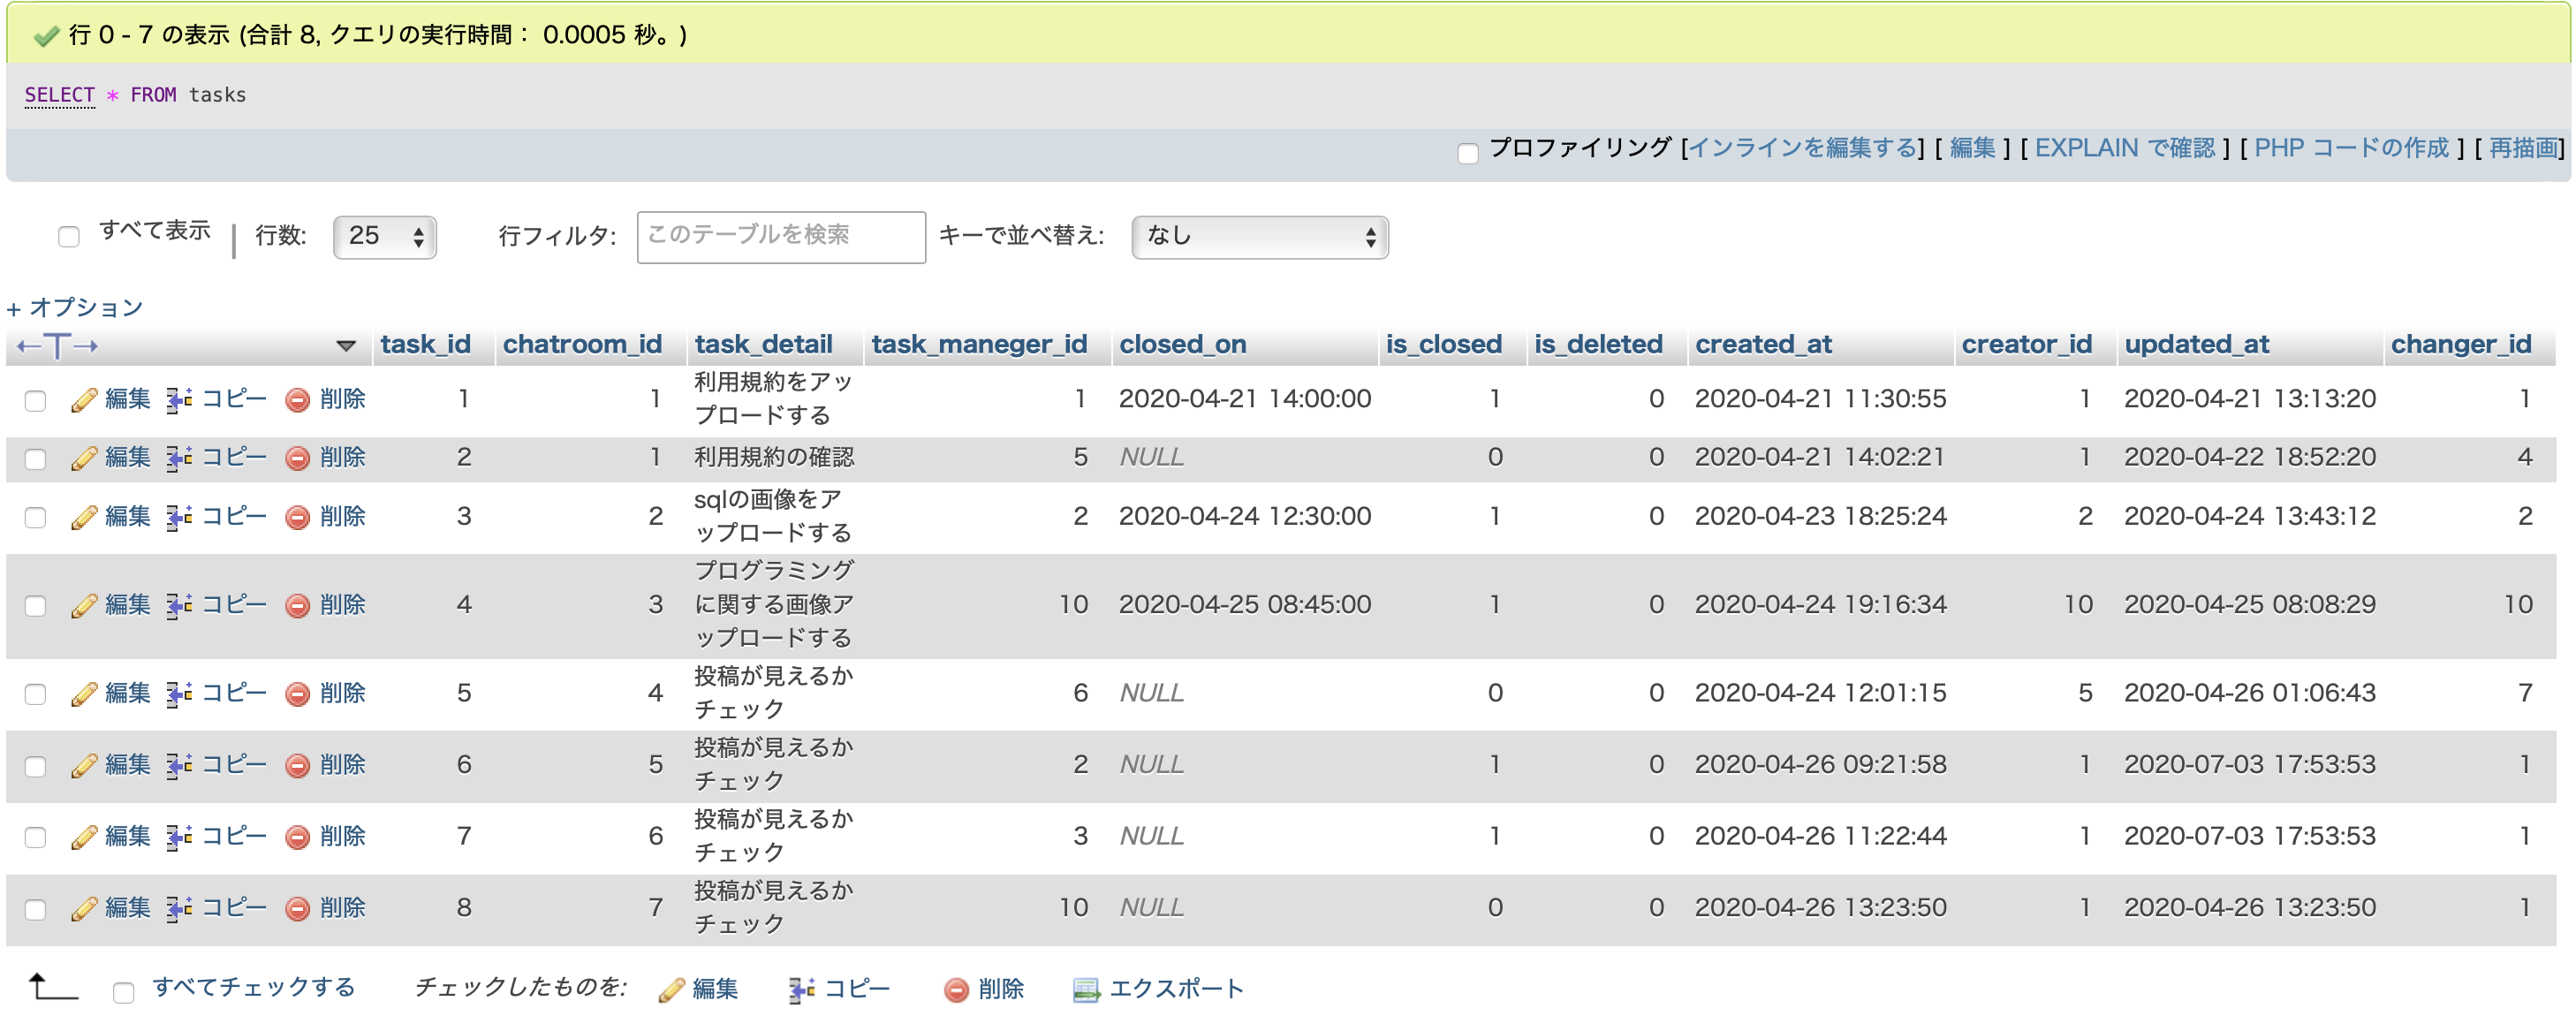 行 0 - 7 の表示 (合計 8, クエリの実行時間： 0.0005 秒。)
SELECT * FROM tasks
プロファイリング [インラインを編集する] [ 編集 ] [ EXPLAIN で確認 ] [ PHP コードの作成 ] [ 再描画]
すべて表示 | 行数: 25 行フィルタ: このテーブルを検索 キーで並べ替え: なし
+ オプション
←T→ task_id chatroom_id task_detail task_maneger_id closed_on is_closed is_deleted created_at creator_id updated_at changer_id
編集 コピー 削除 1 1 利用規約をアッ
プロードする 1 2020-04-21 14:00:00 1 0 2020-04-21 11:30:55 1 2020-04-21 13:13:20 1
編集 コピー 削除 2 1 利用規約の確認 5 NULL 0 0 2020-04-21 14:02:21 1 2020-04-22 18:52:20 4
編集 コピー 削除 3 2 sqlの画像をア
ップロードする 2 2020-04-24 12:30:00 1 0 2020-04-23 18:25:24 2 2020-04-24 13:43:12 2
編集 コピー 削除 4 3 プログラミング
に関する画像ア
ップロードする 10 2020-04-25 08:45:00 1 0 2020-04-24 19:16:34 10 2020-04-25 08:08:29 10
編集 コピー 削除 5 4 投稿が見えるか
チェック 6 NULL 0 0 2020-04-24 12:01:15 5 2020-04-26 01:06:43 7
編集 コピー 削除 6 5 投稿が見えるか
チェック 2 NULL 1 0 2020-04-26 09:21:58 1 2020-07-03 17:53:53 1
編集 コピー 削除 7 6 投稿が見えるか
チェック 3 NULL 1 0 2020-04-26 11:22:44 1 2020-07-03 17:53:53 1
編集 コピー 削除 8 7 投稿が見えるか
チェック 10 NULL 0 0 2020-04-26 13:23:50 1 2020-04-26 13:23:50 1
すべてチェックする チェックしたものを: 編集 コピー 削除 エクスポート